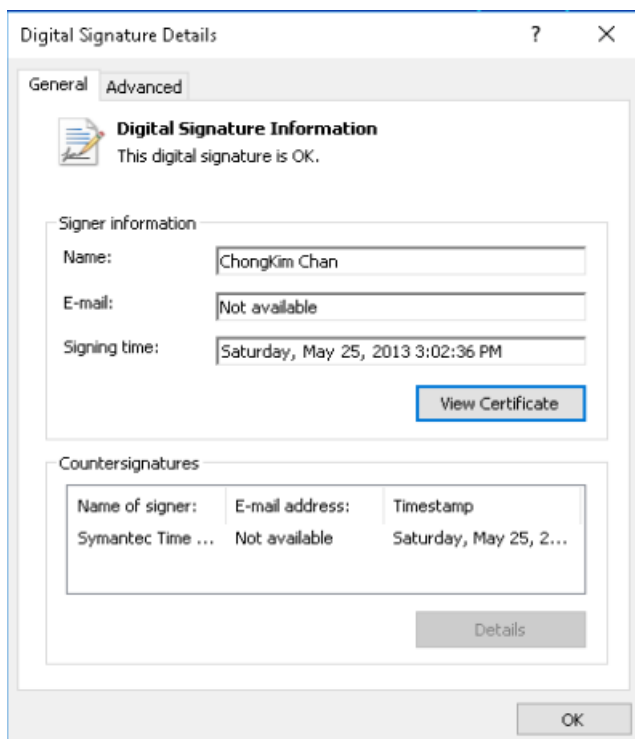 Digital Signature Details ? ×
General Advanced
Digital Signature Information
This digital signature is OK.
Signer information
Name: ChongKim Chan
E-mail: Not available
Signing time: Saturday, May 25, 2013 3:02:36 PM
View Certificate
Countersignatures
Name of signer: E-mail address: Timestamp
Symantec Time ... Not available Saturday, May 25, 2...
Details
OK